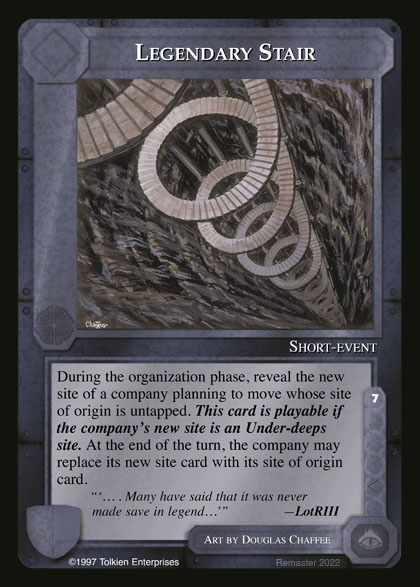 Legendary Stair
Chaffee
Short-event
During the organization phase, reveal the new
site of a company planning to move whose site
of origin is untapped. This card is playable if
the company's new site is an Under-deeps
site. At the end of the turn, the company may
replace its new site card with its site of origin
card.
"'… . Many have said that it was never
made save in legend…'" —LotRIII
7
Art by Douglas Chaffee
©1997 Tolkien Enterprises
Remaster 2022